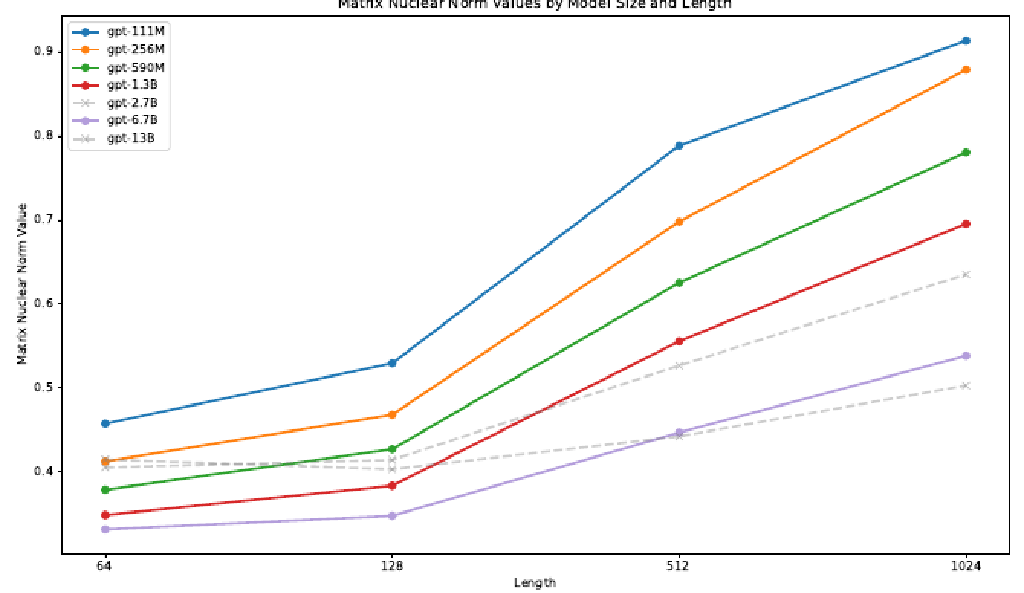 Matrix Nuclear Norm Values by Model Size and Length
gpt-111M
gpt-256M
gpt-590M
gpt-1.3B
gpt-2.7B
gpt-6.7B
gpt-13B
Matrix Nuclear Norm Value
0.9
0.8
0.7
0.6
0.5
0.4
64
128
512
1024
Length